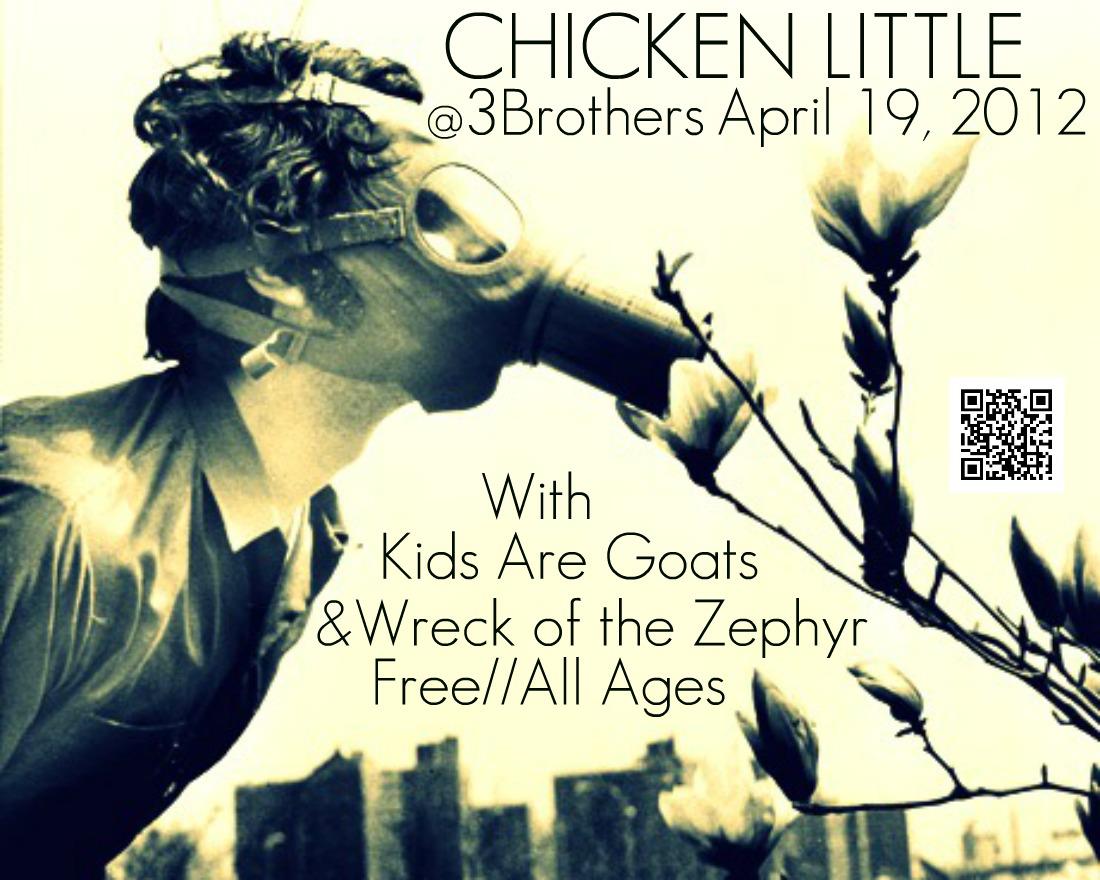 CHICKEN LITTLE
@3Brothers April 19, 2012
With
Kids Are Goats
&Wreck of the Zephyr
Free//All Ages